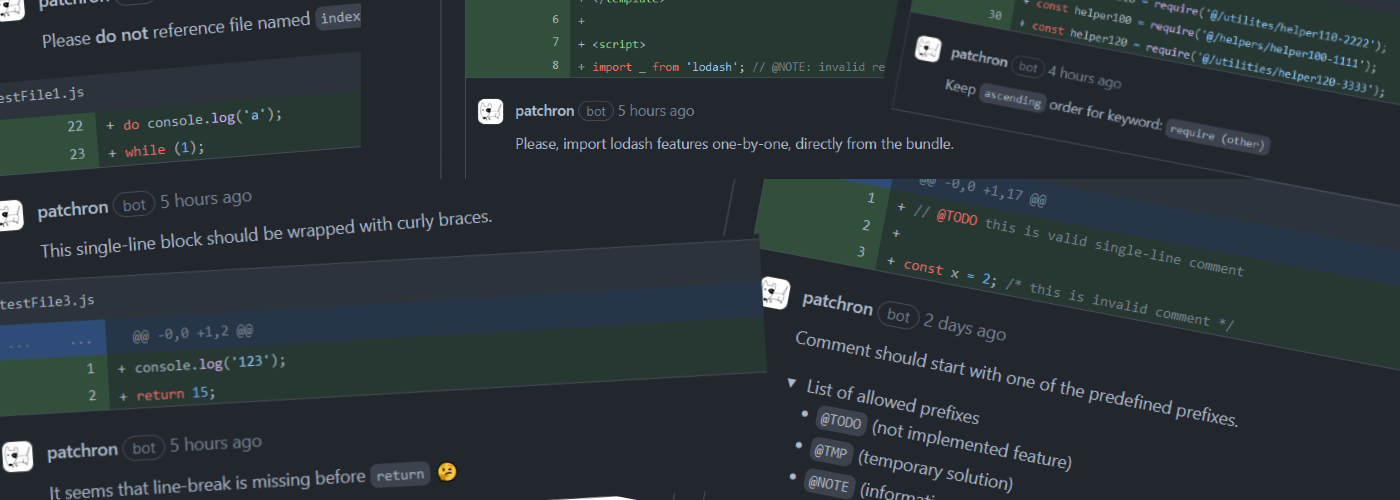 patchron bot
Please do not reference file named index
estFile1.js
22 + do console.log('a');
23 + while (1);
patchron bot 5 hours ago
This single-line block should be wrapped with curly braces.
testFile3.js
... ... @@ -0,0 +1,2 @@
1 + console.log('123');
2 + return 15;
patchron bot 5 hours ago
It seems that line-break is missing before return 🤔
6 +
7 + <script>
8 + import _ from 'lodash'; // @NOTE: invalid re
patchron bot 5 hours ago
Please, import lodash features one-by-one, directly from the bundle.
= require('@/utilites/helper110-2222');
30 + const helper100 = require('@/helpers/helper100-1111');
+ const helper120 = require('@/utilities/helper120-3333');
patchron bot 4 hours ago
Keep ascending order for keyword: require (other)
@@ -0,0 +1,17 @@
1 + // @TODO this is valid single-line comment
2 +
3 + const x = 2; /* this is invalid comment */
patchron bot 2 days ago
Comment should start with one of the predefined prefixes.
▼ List of allowed prefixes
• @TODO (not implemented feature)
• @TMP (temporary solution)
• @NOTE